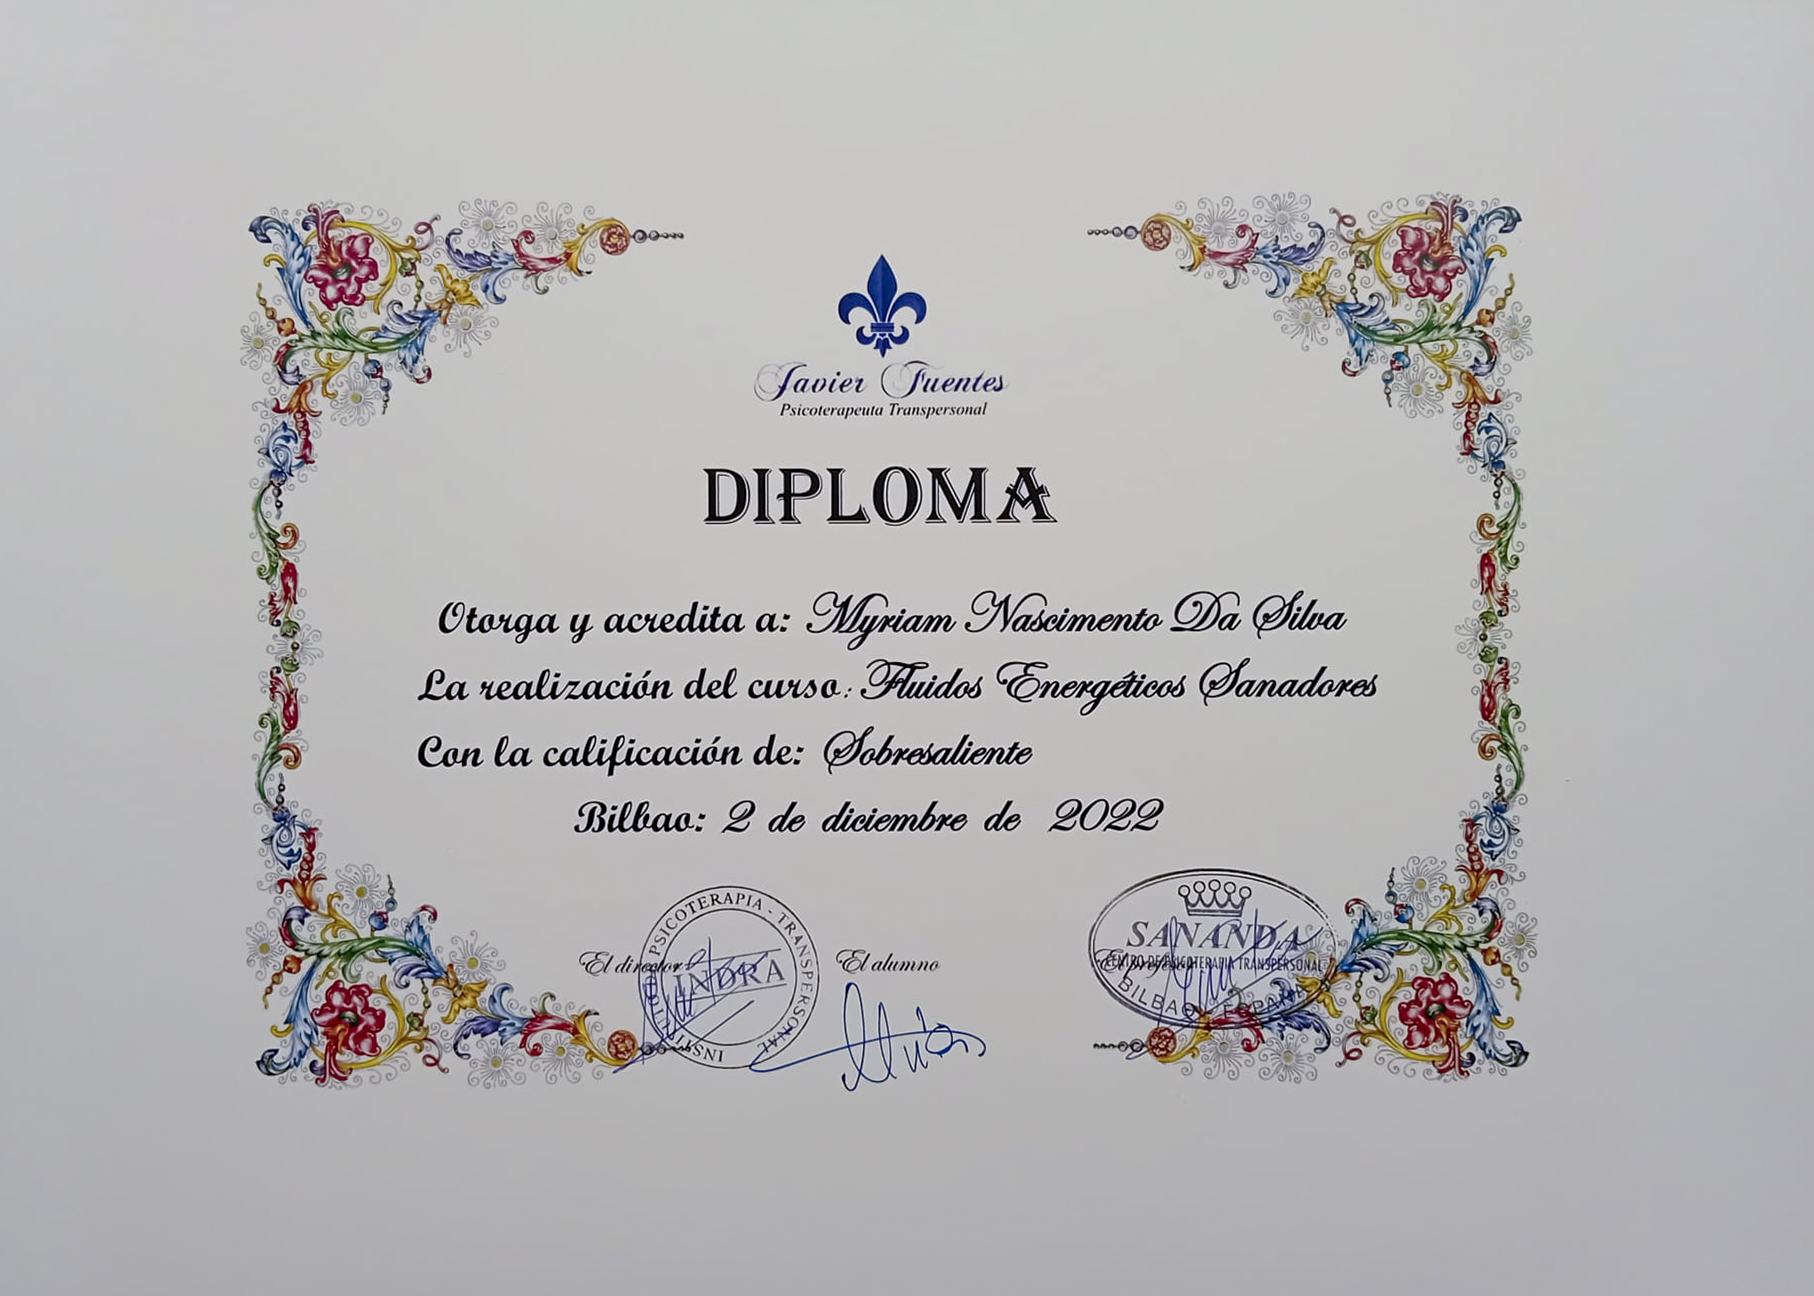 Javier Fuentes
Psicoterapeuta Transpersonal
DIPLOMA
Otorga y acredita a: Myriam Nascimento Da Silva
La realización del curso: Fluidos Energéticos Sanadores
Con la calificación de: Sobresaliente
Bilbao: 2 de diciembre de 2022
El director
El alumno
PSICOTERAPIA - TRANSPERSONAL
INDRA
SANANDA
CENTRO DE PSICOTERAPIA TRANSPERSONAL
BILBAO